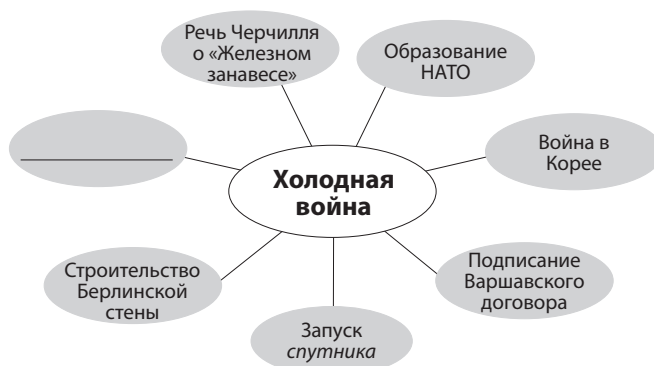 Речь Черчилля
о «Железном
занавесе»
Образование
НАТО
Война в
Корее
Холодная
война
Подписание
Варшавского
договора
Запуск
спутника
Строительство
Берлинской
стены